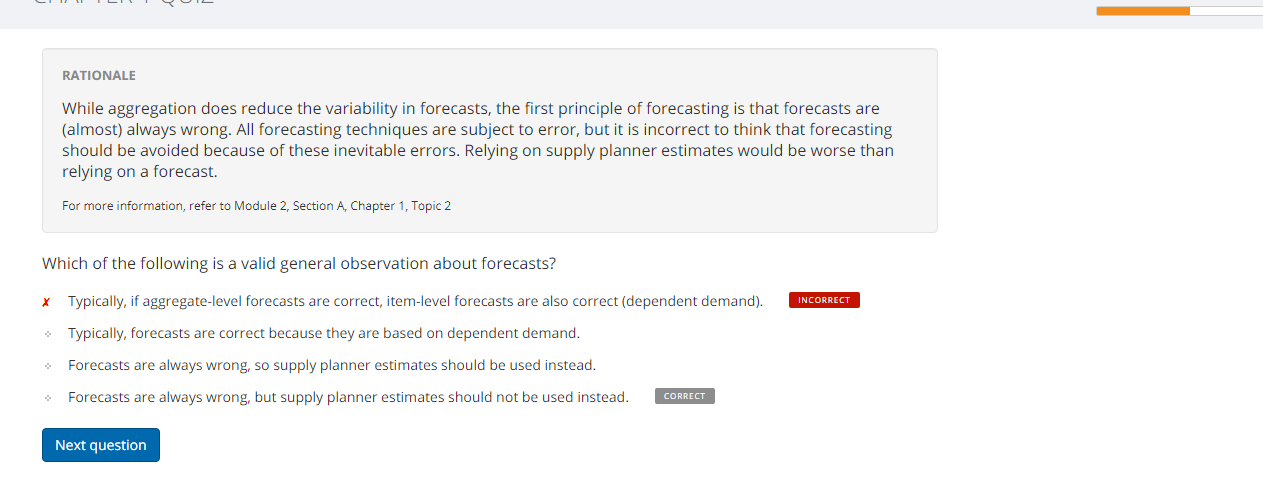 CHAPTER 1 QUIZ
RATIONALE
While aggregation does reduce the variability in forecasts, the first principle of forecasting is that forecasts are
(almost) always wrong. All forecasting techniques are subject to error, but it is incorrect to think that forecasting
should be avoided because of these inevitable errors. Relying on supply planner estimates would be worse than
relying on a forecast.
For more information, refer to Module 2, Section A, Chapter 1, Topic 2
Which of the following is a valid general observation about forecasts?
✗ Typically, if aggregate-level forecasts are correct, item-level forecasts are also correct (dependent demand). INCORRECT
Typically, forecasts are correct because they are based on dependent demand.
Forecasts are always wrong, so supply planner estimates should be used instead.
Forecasts are always wrong, but supply planner estimates should not be used instead. CORRECT
Next question